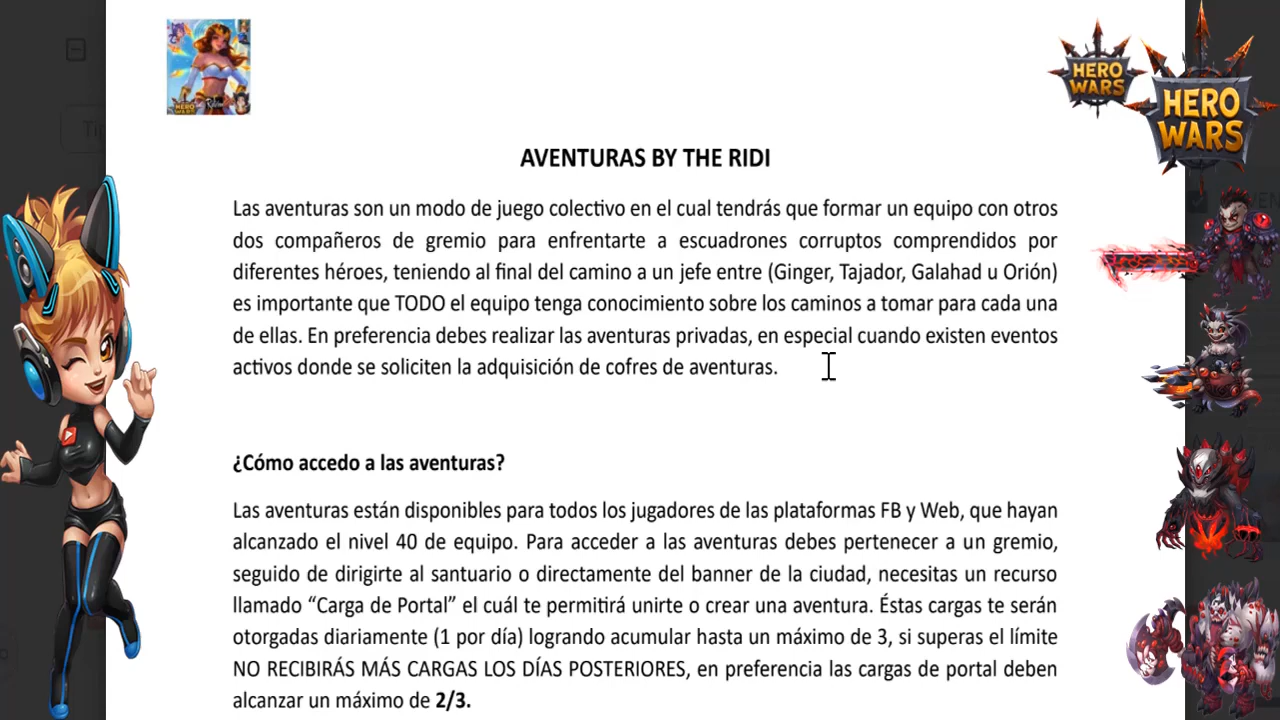 HERO
WARS
HERO
WARS
AVENTURAS BY THE RIDI
Las aventuras son un modo de juego colectivo en el cual tendrás que formar un equipo con otros
dos compañeros de gremio para enfrentarte a escuadrones corruptos comprendidos por
diferentes héroes, teniendo al final del camino a un jefe entre (Ginger, Tajador, Galahad u Orión)
es importante que TODO el equipo tenga conocimiento sobre los caminos a tomar para cada una
de ellas. En preferencia debes realizar las aventuras privadas, en especial cuando existen eventos
activos donde se soliciten la adquisición de cofres de aventuras.
¿Cómo accedo a las aventuras?
Las aventuras están disponibles para todos los jugadores de las plataformas FB y Web, que hayan
alcanzado el nivel 40 de equipo. Para acceder a las aventuras debes pertenecer a un gremio,
seguido de dirigirte al santuario o directamente del banner de la ciudad, necesitas un recurso
llamado “Carga de Portal” el cuál te permitirá unirte o crear una aventura. Éstas cargas te serán
otorgadas diariamente (1 por día) logrando acumular hasta un máximo de 3, si superas el límite
NO RECIBIRÁS MÁS CARGAS LOS DÍAS POSTERIORES, en preferencia las cargas de portal deben
alcanzar un máximo de 2/3.